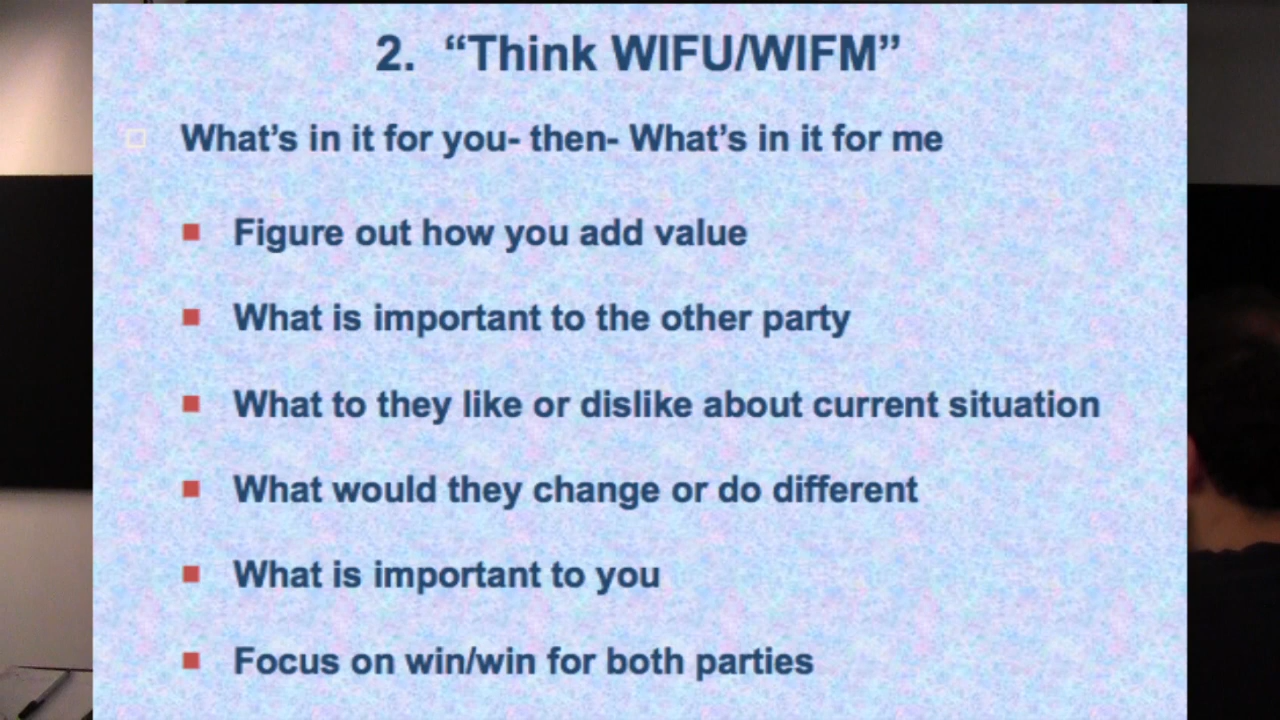 2. “Think WIFU/WIFM”
What’s in it for you- then- What’s in it for me
Figure out how you add value
What is important to the other party
What to they like or dislike about current situation
What would they change or do different
What is important to you
Focus on win/win for both parties